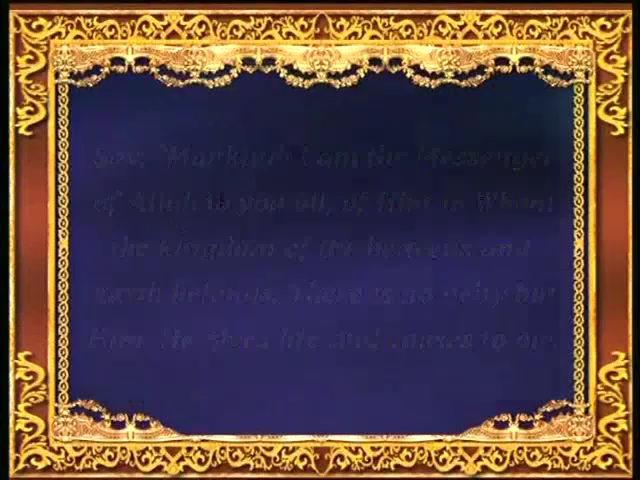 Say: 'Mankind! I am the Messenger
of Allah to you all, of Him to Whom
the kingdom of the heavens and
earth belongs. There is no deity but
Him. He gives life and causes to die.